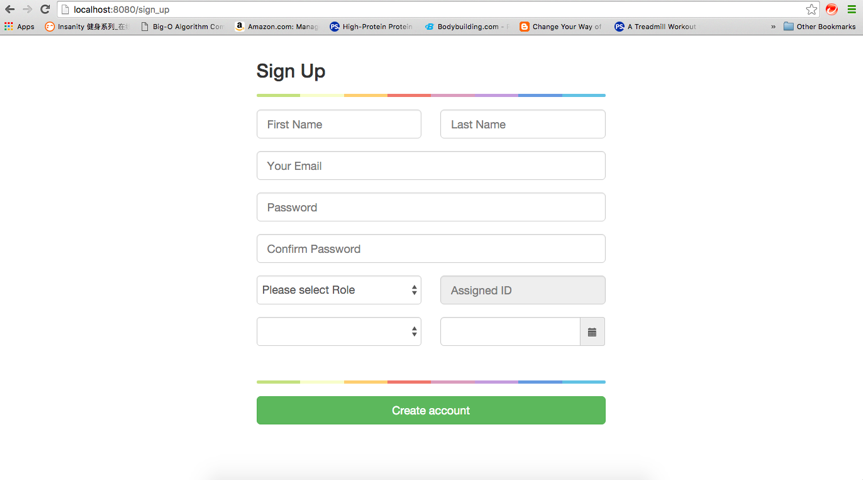 localhost:8080/sign_up
Apps Insanity 健身系列_在 Big-O Algorithm Con Amazon.com: Manag High-Protein Protein Bodybuilding.com - Change Your Way of A Treadmill Workout » Other Bookmarks
Sign Up
First Name Last Name
Your Email
Password
Confirm Password
Please select Role Assigned ID
Create account